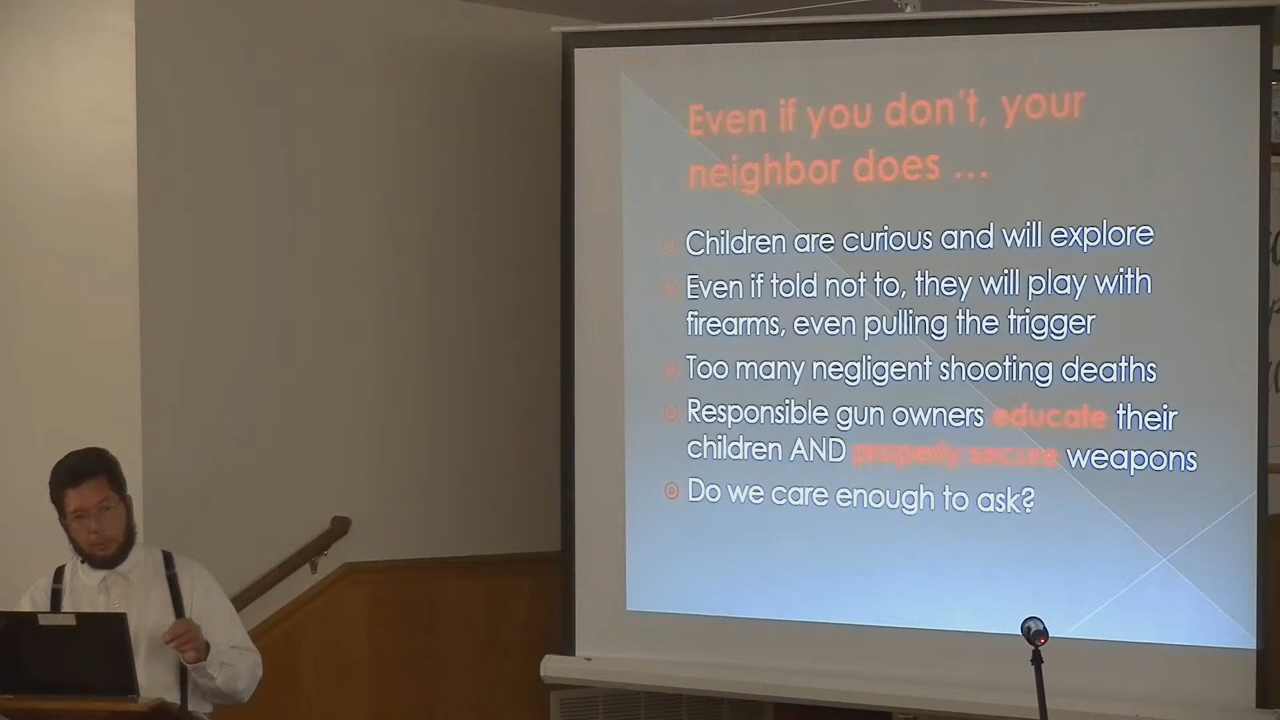 Even if you don't, your
neighbor does ...
Children are curious and will explore
Even if told not to, they will play with
firearms, even pulling the trigger
Too many negligent shooting deaths
Responsible gun owners educate their
children AND properly secure weapons
Do we care enough to ask?